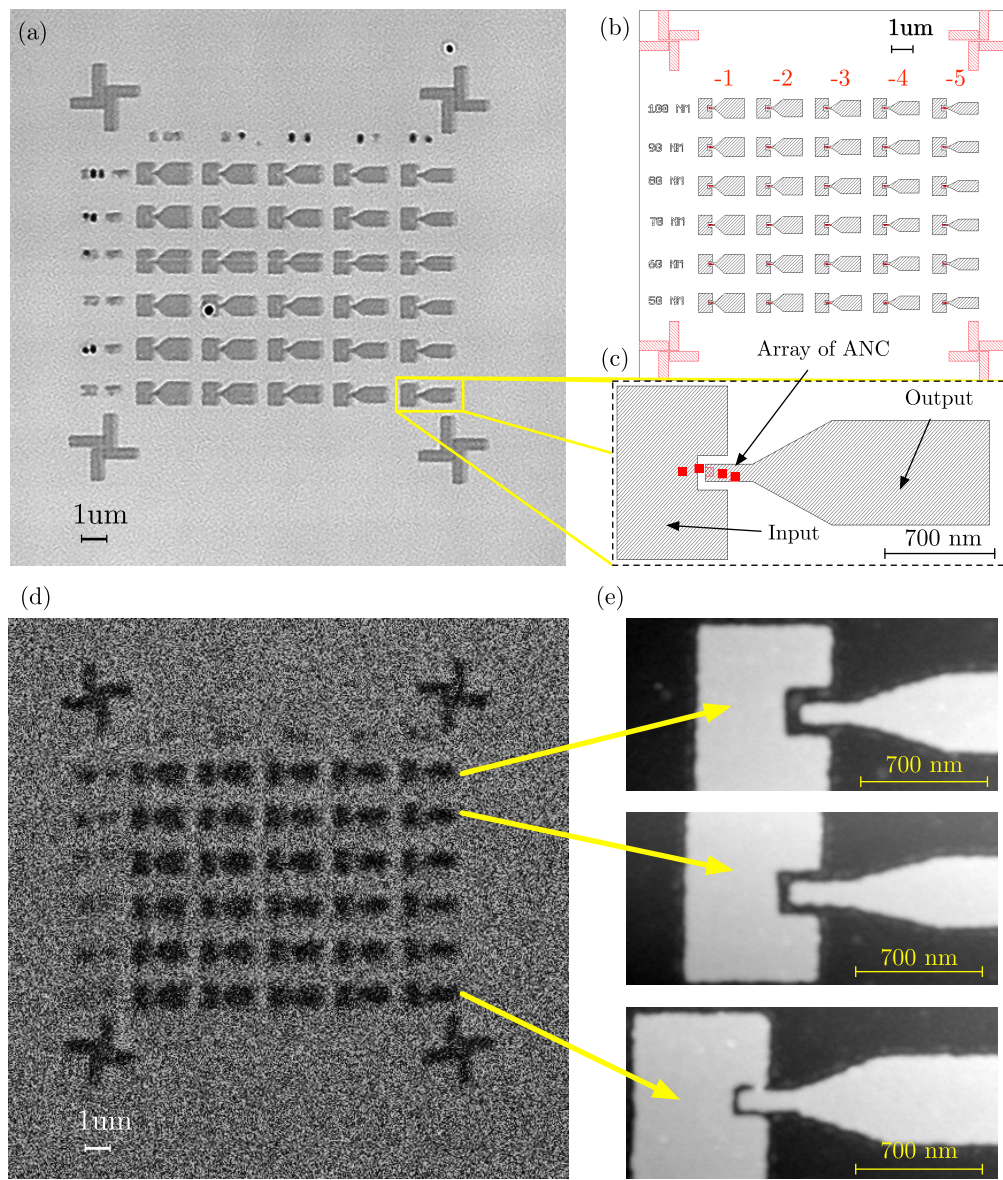 (a)
1um
(b)
1um
-1 -2 -3 -4 -5
100 NM
90 NM
80 NM
70 NM
60 NM
50 NM
(c)
Array of ANC
Output
Input
700 nm
(d)
1um
(e)
700 nm
700 nm
700 nm